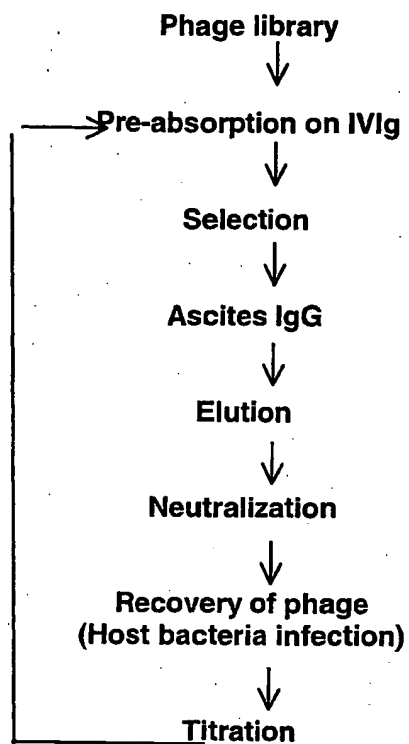 Phage library
Pre-absorption on IVIg
Selection
Ascites IgG
Elution
Neutralization
Recovery of phage
(Host bacteria infection)
Titration